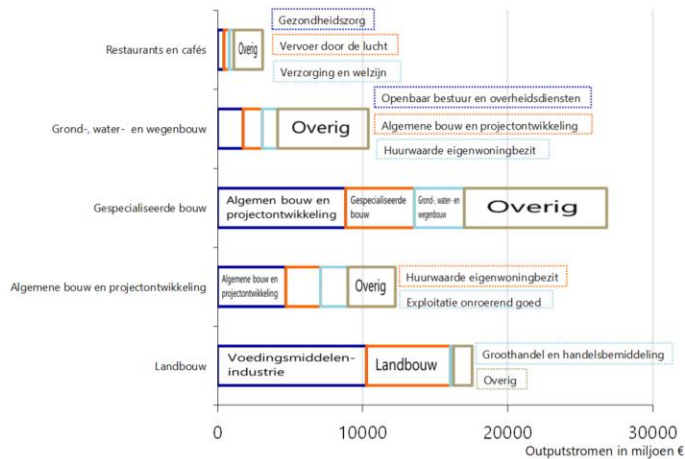 Restaurants en cafés
Overig
Gezondheidszorg
Vervoer door de lucht
Verzorging en welzijn
Grond-, water- en wegenbouw
Overig
Openbaar bestuur en overheidsdiensten
Algemene bouw en projectontwikkeling
Huurwaarde eigenwoningbezit
Gespecialiseerde bouw
Algemen bouw en
projectontwikkeling
Gespecialiseerde
bouw
Grond-, water- en
wegenbouw
Overig
Algemene bouw en projectontwikkeling
Algemene bouw en
projectontwikkeling
Overig
Huurwaarde eigenwoningbezit
Exploitatie onroerend goed
Landbouw
Voedingsmiddelen-
industrie
Landbouw
Groothandel en handelsbemiddeling
Overig
0 10000 20000 30000
Outputstromen in miljoen €